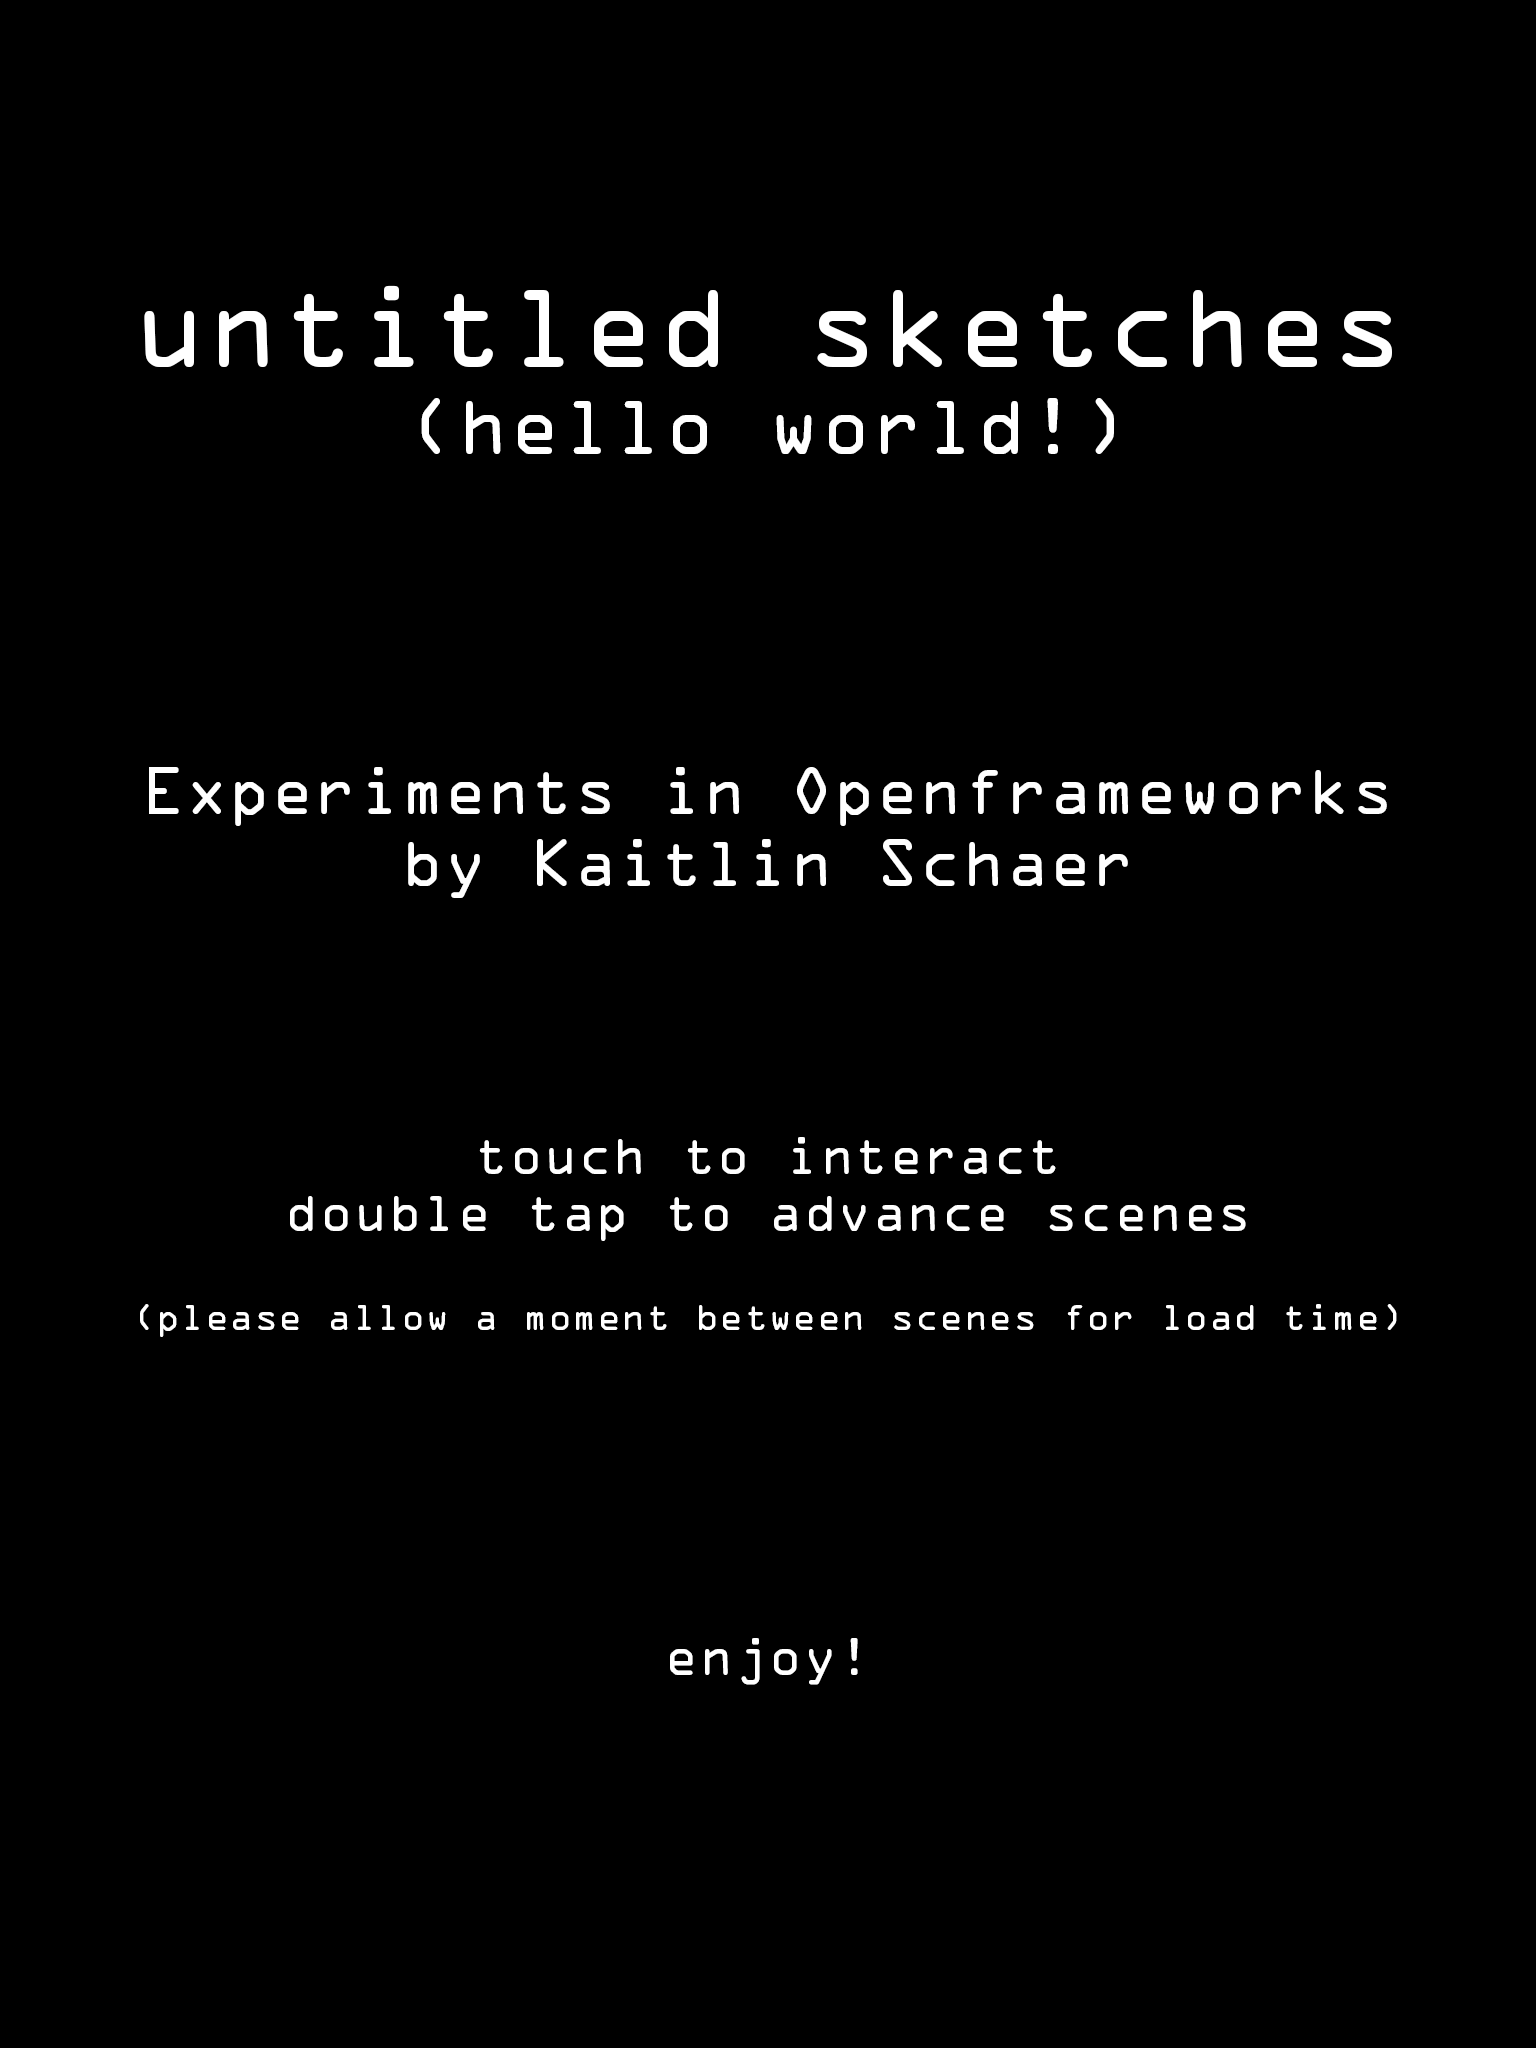 untitled sketches
(hello world!)
Experiments in Openframeworks
by Kaitlin Schaer
touch to interact
double tap to advance scenes
(please allow a moment between scenes for load time)
enjoy!